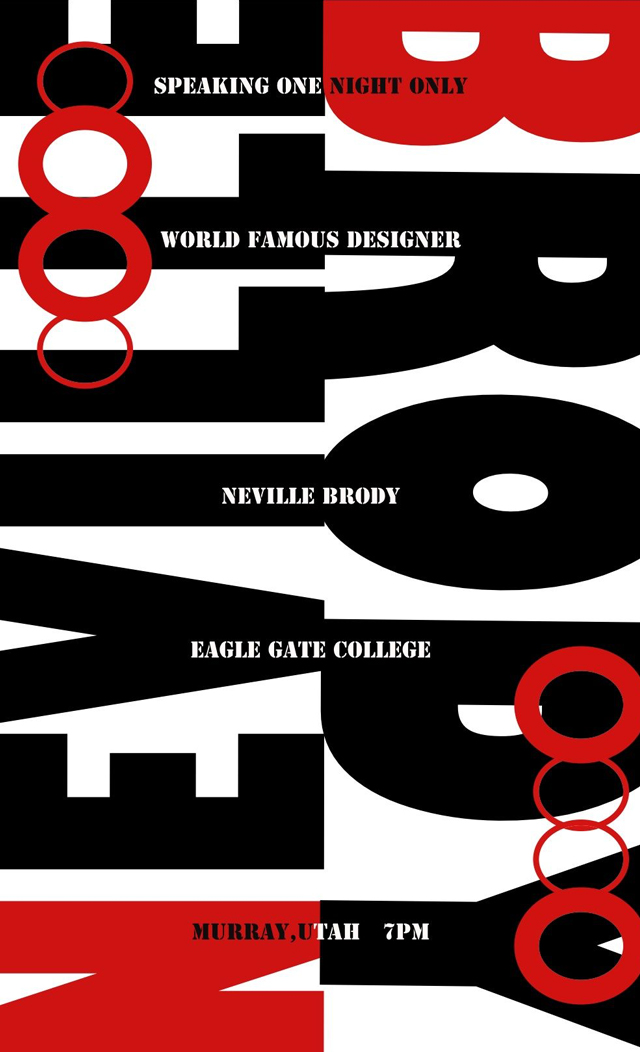 NEVILLE
BRODY
SPEAKING ONE NIGHT ONLY
WORLD FAMOUS DESIGNER
NEVILLE BRODY
EAGLE GATE COLLEGE
MURRAY,UTAH 7PM